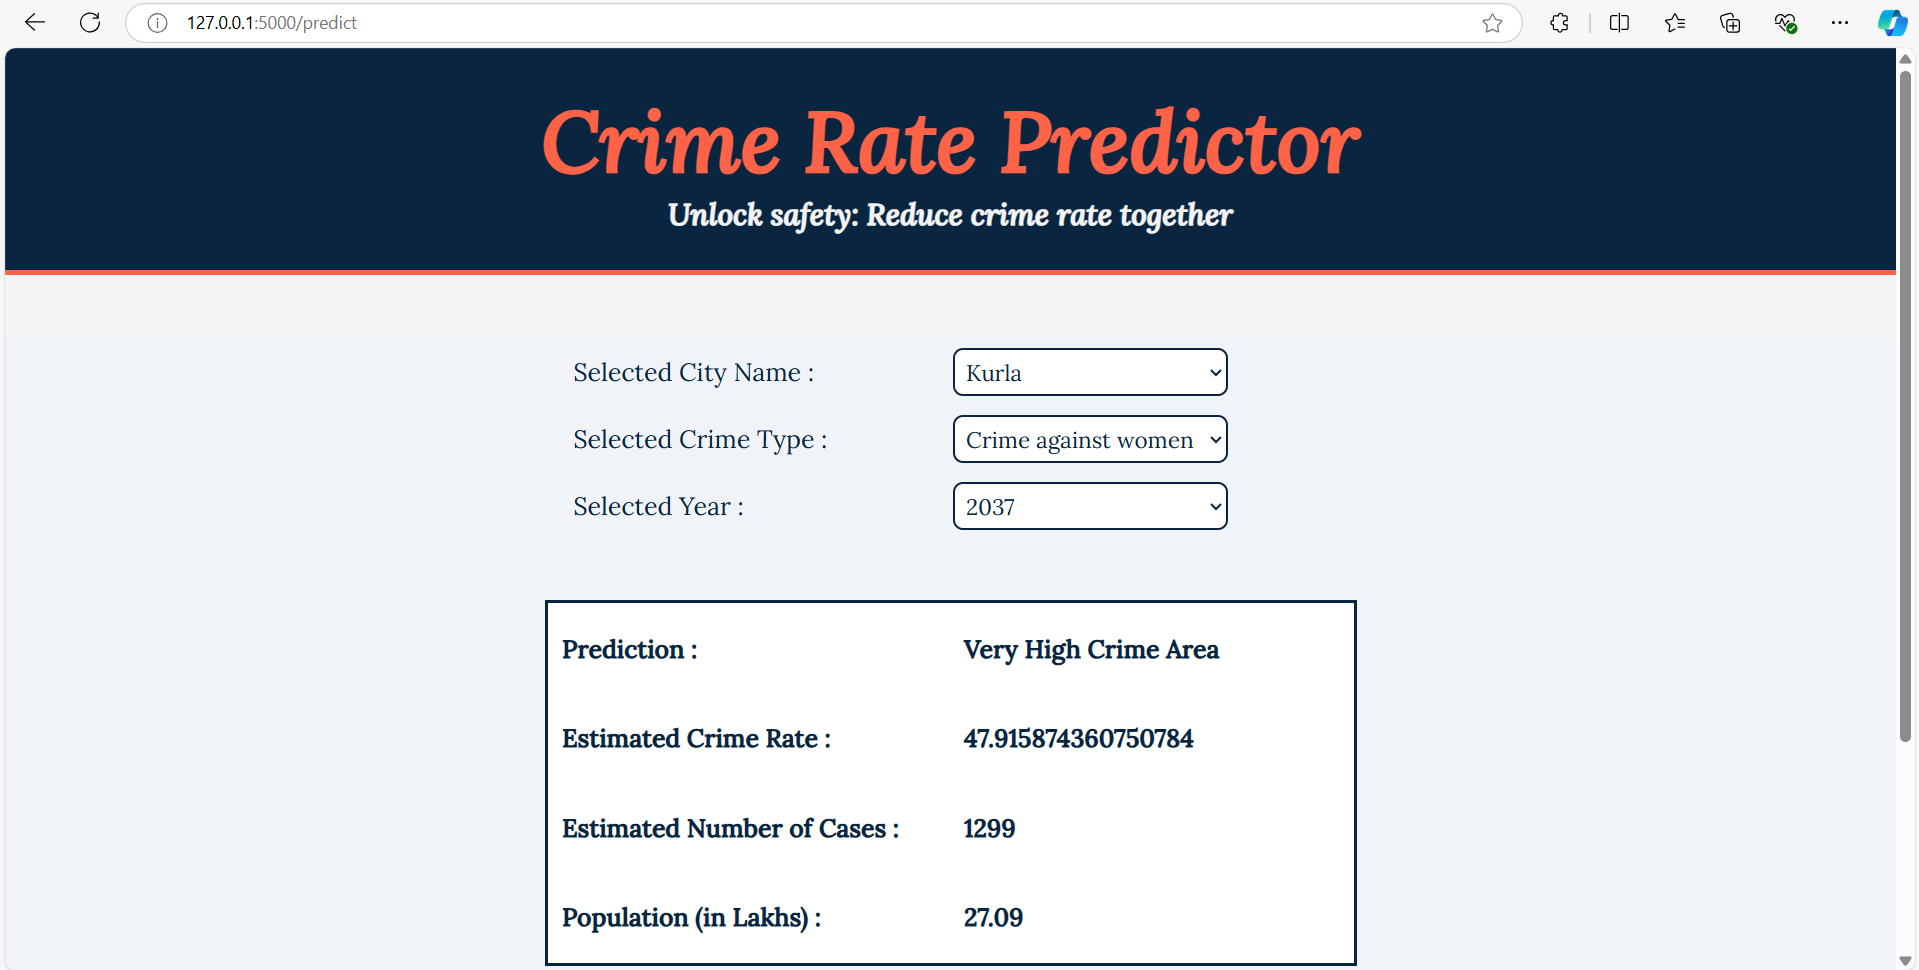 127.0.0.1:5000/predict
Crime Rate Predictor
Unlock safety: Reduce crime rate together
Selected City Name : Kurla
Selected Crime Type : Crime against women
Selected Year : 2037
Prediction : Very High Crime Area
Estimated Crime Rate : 47.915874360750784
Estimated Number of Cases : 1299
Population (in Lakhs) : 27.09